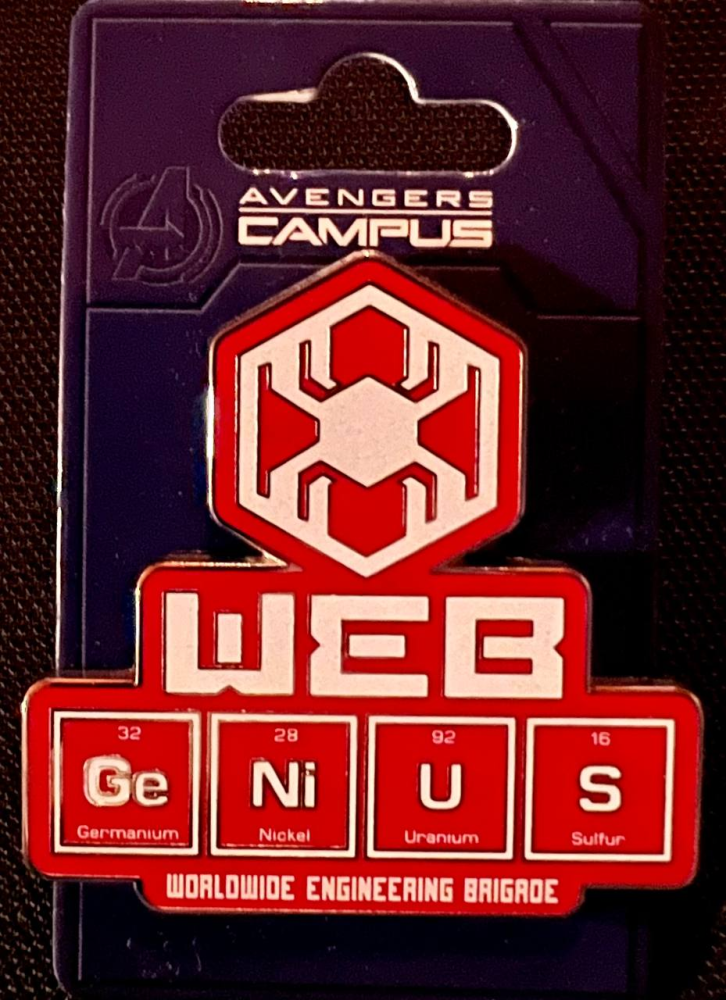 AVENGERS
CAMPUS
WEB
32 28 92 16
Ge Ni U S
Germanium Nickel Uranium Sulfur
WORLDWIDE ENGINEERING BRIGADE